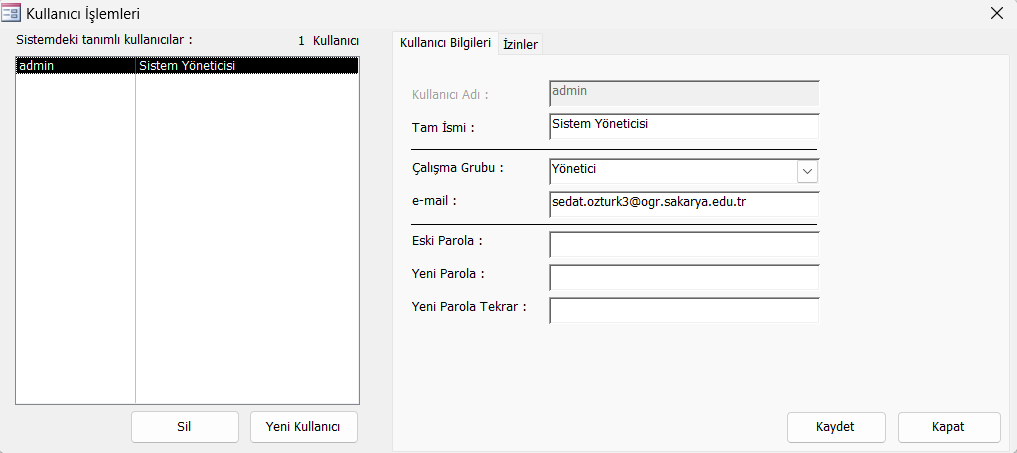 Kullanıcı İşlemleri
Sistemdeki tanımlı kullanıcılar : 1 Kullanıcı
admin Sistem Yöneticisi
Sil Yeni Kullanıcı
Kullanıcı Bilgileri İzinler
Kullanıcı Adı : admin
Tam İsmi : Sistem Yöneticisi
Çalışma Grubu : Yönetici
e-mail : sedat.ozturk3@ogr.sakarya.edu.tr
Eski Parola :
Yeni Parola :
Yeni Parola Tekrar :
Kaydet Kapat